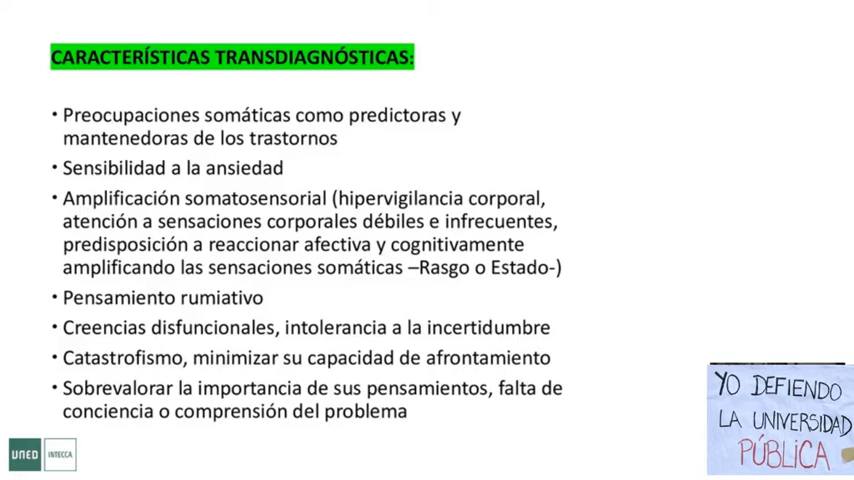 CARACTERÍSTICAS TRANSDIAGNÓSTICAS:
• Preocupaciones somáticas como predictoras y
mantenedoras de los trastornos
• Sensibilidad a la ansiedad
• Amplificación somatosensorial (hipervigilancia corporal,
atención a sensaciones corporales débiles e infrecuentes,
predisposición a reaccionar afectiva y cognitivamente
amplificando las sensaciones somáticas –Rasgo o Estado-)
• Pensamiento rumiativo
• Creencias disfuncionales, intolerancia a la incertidumbre
• Catastrofismo, minimizar su capacidad de afrontamiento
• Sobrevalorar la importancia de sus pensamientos, falta de
conciencia o comprensión del problema
UNED INTECCA
YO DEFIENDO
LA UNIVERSIDAD
PÚBLICA